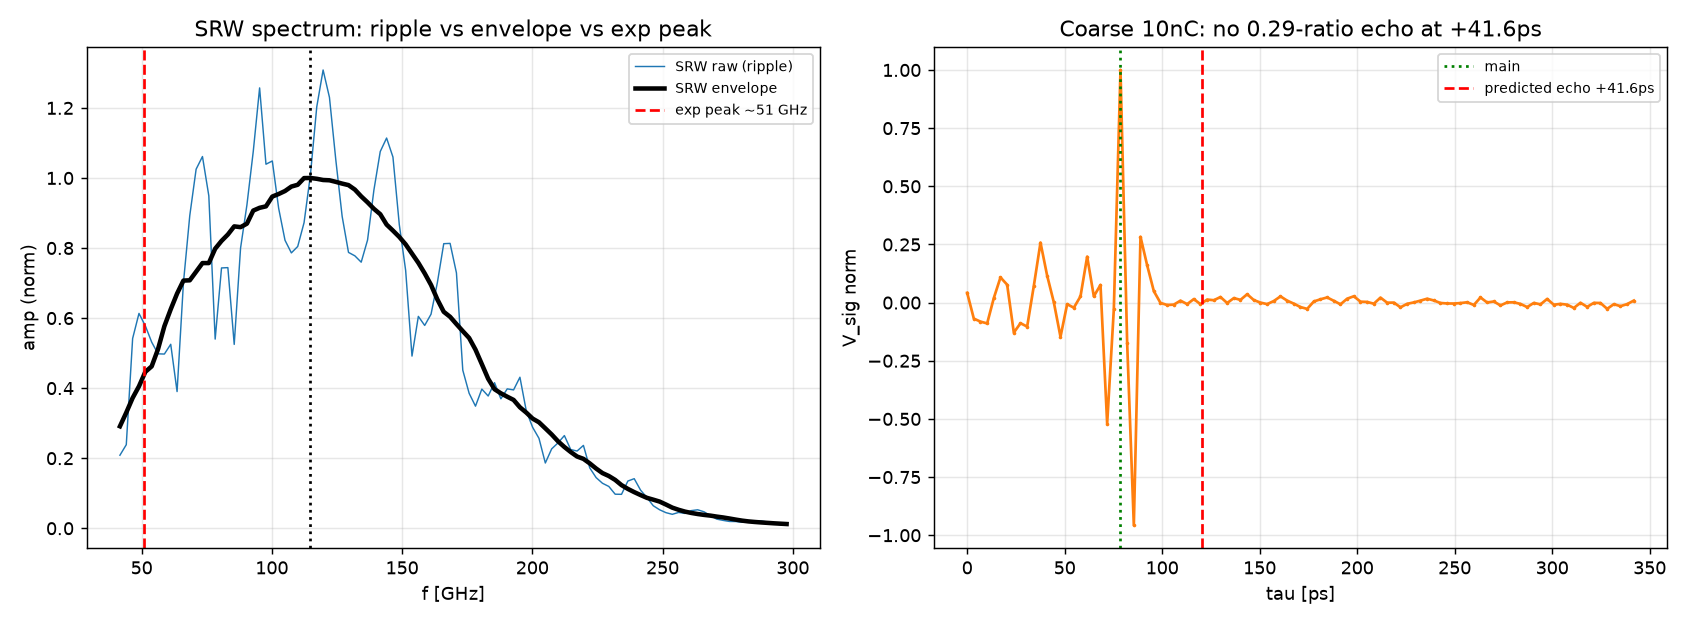 SRW spectrum: ripple vs envelope vs exp peak
SRW raw (ripple)
SRW envelope
exp peak ~51 GHz
amp (norm)
1.2
1.0
0.8
0.6
0.4
0.2
0.0
50 100 150 200 250 300
f [GHz]
Coarse 10nC: no 0.29-ratio echo at +41.6ps
main
predicted echo +41.6ps
V_sig norm
1.00
0.75
0.50
0.25
0.00
−0.25
−0.50
−0.75
−1.00
0 50 100 150 200 250 300 350
tau [ps]